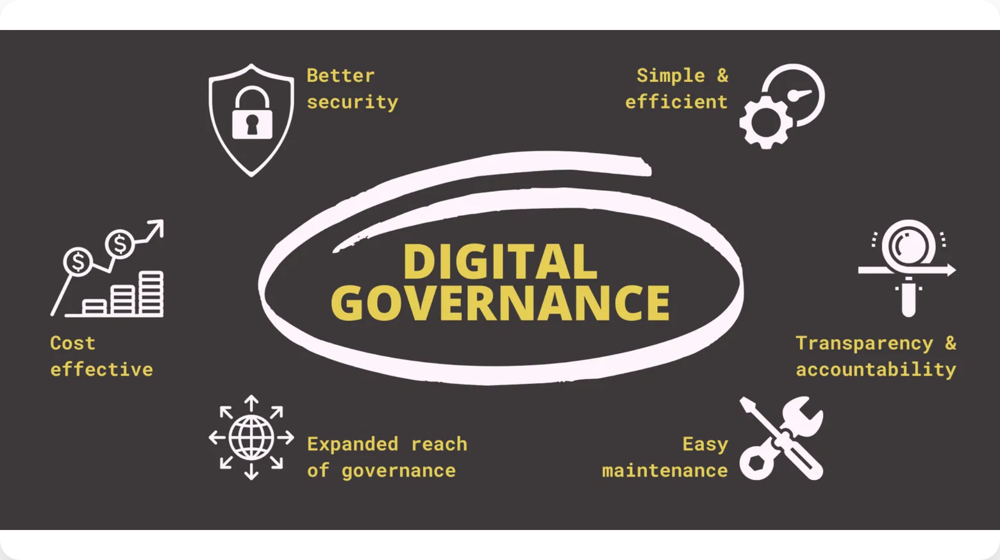 Better
security
Simple &
efficient
DIGITAL
GOVERNANCE
Cost
effective
Transparency &
accountability
Expanded reach
of governance
Easy
maintenance